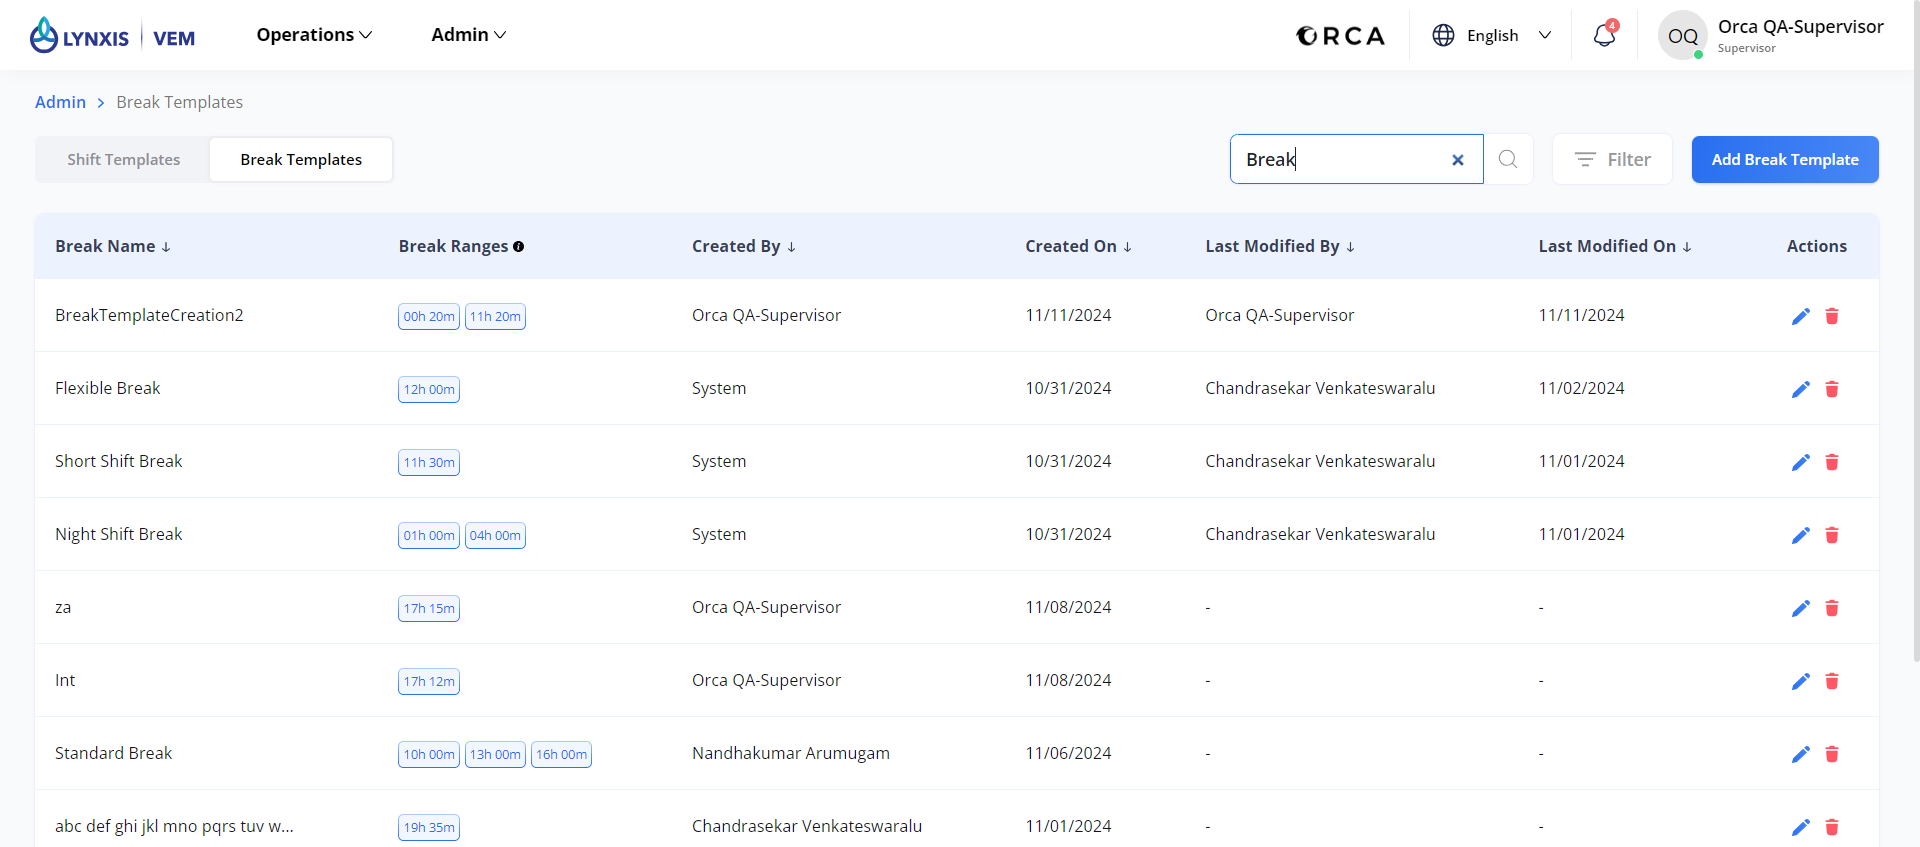 LYNXIS VEM Operations Admin ORCA English 4 OQ Orca QA-Supervisor
Supervisor
Admin > Break Templates
Shift Templates Break Templates Break Filter Add Break Template
Break Name Break Ranges Created By Created On Last Modified By Last Modified On Actions
BreakTemplateCreation2 00h 20m 11h 20m Orca QA-Supervisor 11/11/2024 Orca QA-Supervisor 11/11/2024
Flexible Break 12h 00m System 10/31/2024 Chandrasekar Venkateswaralu 11/02/2024
Short Shift Break 11h 30m System 10/31/2024 Chandrasekar Venkateswaralu 11/01/2024
Night Shift Break 01h 00m 04h 00m System 10/31/2024 Chandrasekar Venkateswaralu 11/01/2024
za 17h 15m Orca QA-Supervisor 11/08/2024 - -
Int 17h 12m Orca QA-Supervisor 11/08/2024 - -
Standard Break 10h 00m 13h 00m 16h 00m Nandhakumar Arumugam 11/06/2024 - -
abc def ghi jkl mno pqrs tuv w... 19h 35m Chandrasekar Venkateswaralu 11/01/2024 - -